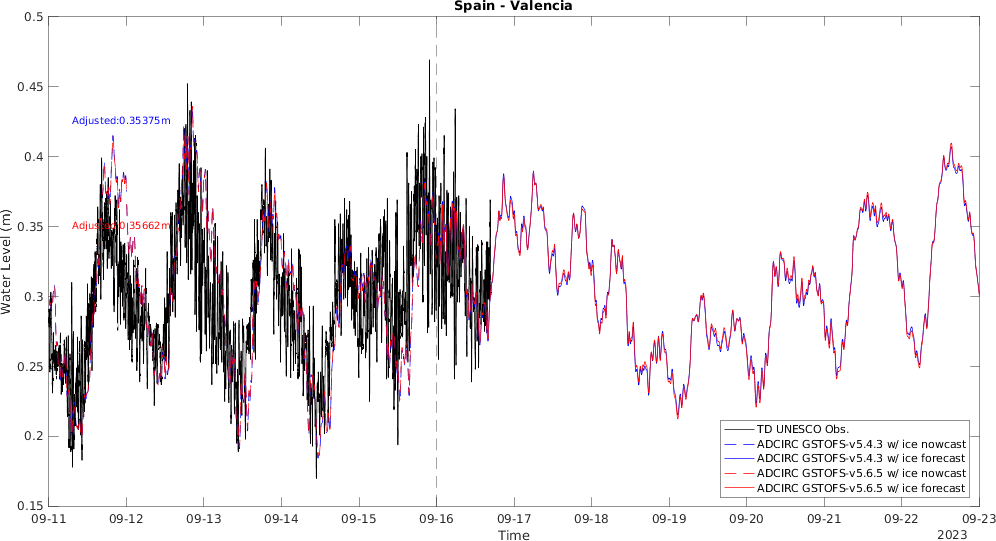 Spain - Valencia
0.5
0.45
0.4
0.35
0.3
0.25
0.2
0.15
Water Level (m)
Adjusted:0.35375m
Adjusted:0.35662m
TD UNESCO Obs.
ADCIRC GSTOFS-v5.4.3 w/ ice nowcast
ADCIRC GSTOFS-v5.4.3 w/ ice forecast
ADCIRC GSTOFS-v5.6.5 w/ ice nowcast
ADCIRC GSTOFS-v5.6.5 w/ ice forecast
09-11 09-12 09-13 09-14 09-15 09-16 09-17 09-18 09-19 09-20 09-21 09-22 09-23
Time
2023